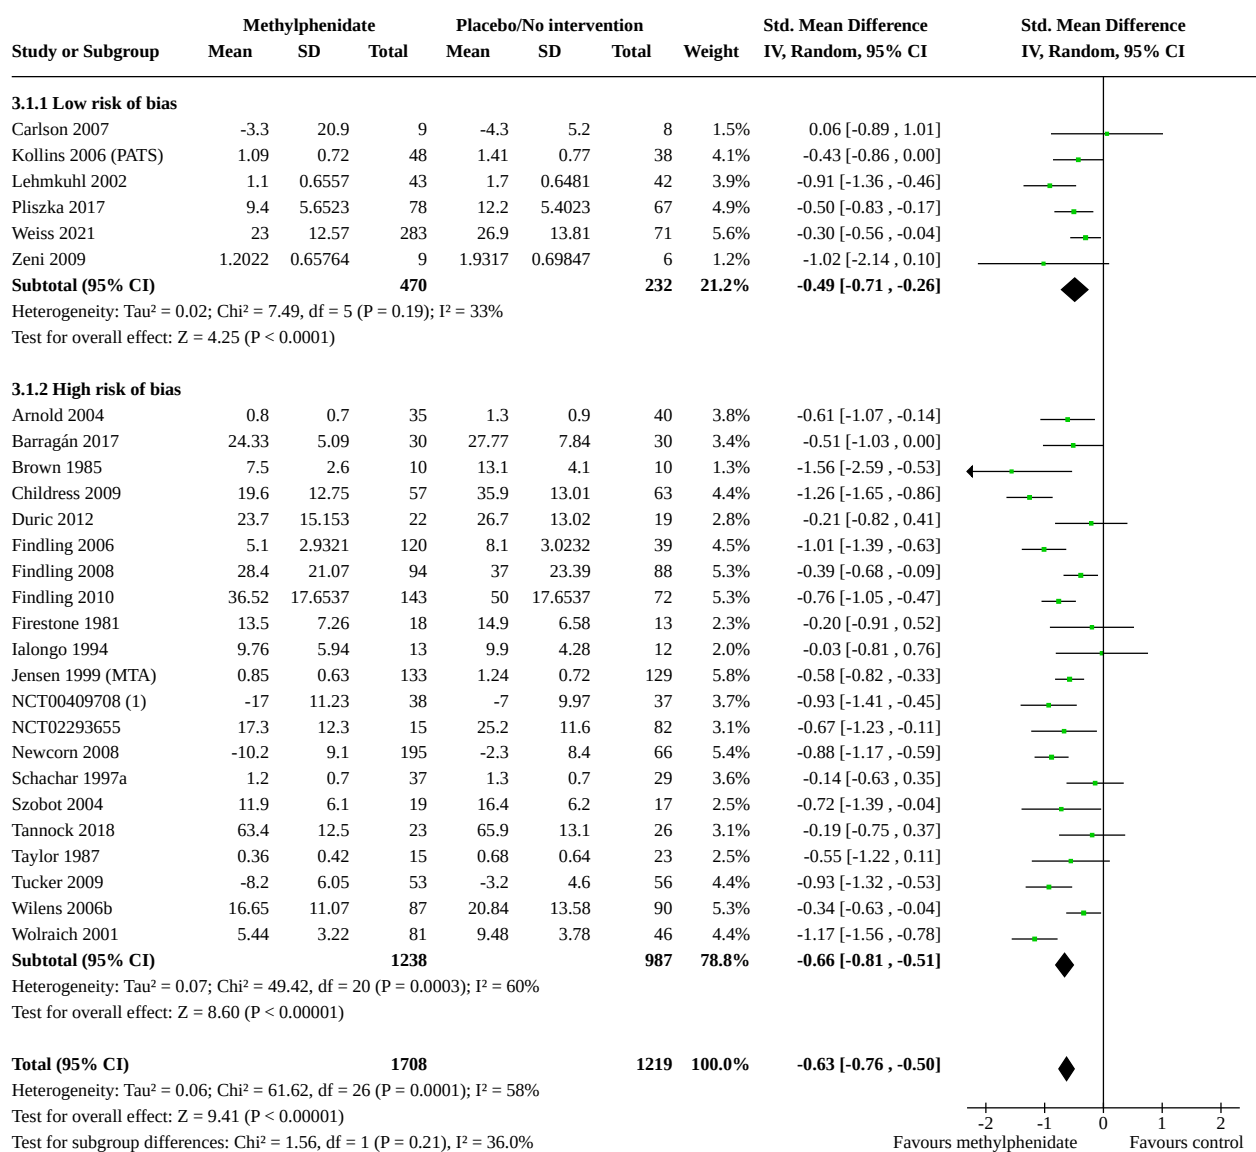 Methylphenidate Placebo/No intervention Std. Mean Difference Std. Mean Difference
Study or Subgroup Mean SD Total Mean SD Total Weight IV, Random, 95% CI IV, Random, 95% CI
3.1.1 Low risk of bias
Carlson 2007 -3.3 20.9 9 -4.3 5.2 8 1.5% 0.06 [-0.89 , 1.01]
Kollins 2006 (PATS) 1.09 0.72 48 1.41 0.77 38 4.1% -0.43 [-0.86 , 0.00]
Lehmkuhl 2002 1.1 0.6557 43 1.7 0.6481 42 3.9% -0.91 [-1.36 , -0.46]
Pliszka 2017 9.4 5.6523 78 12.2 5.4023 67 4.9% -0.50 [-0.83 , -0.17]
Weiss 2021 23 12.57 283 26.9 13.81 71 5.6% -0.30 [-0.56 , -0.04]
Zeni 2009 1.2022 0.65764 9 1.9317 0.69847 6 1.2% -1.02 [-2.14 , 0.10]
Subtotal (95% CI) 470 232 21.2% -0.49 [-0.71 , -0.26]
Heterogeneity: Tau² = 0.02; Chi² = 7.49, df = 5 (P = 0.19); I² = 33%
Test for overall effect: Z = 4.25 (P < 0.0001)
3.1.2 High risk of bias
Arnold 2004 0.8 0.7 35 1.3 0.9 40 3.8% -0.61 [-1.07 , -0.14]
Barragán 2017 24.33 5.09 30 27.77 7.84 30 3.4% -0.51 [-1.03 , 0.00]
Brown 1985 7.5 2.6 10 13.1 4.1 10 1.3% -1.56 [-2.59 , -0.53]
Childress 2009 19.6 12.75 57 35.9 13.01 63 4.4% -1.26 [-1.65 , -0.86]
Duric 2012 23.7 15.153 22 26.7 13.02 19 2.8% -0.21 [-0.82 , 0.41]
Findling 2006 5.1 2.9321 120 8.1 3.0232 39 4.5% -1.01 [-1.39 , -0.63]
Findling 2008 28.4 21.07 94 37 23.39 88 5.3% -0.39 [-0.68 , -0.09]
Findling 2010 36.52 17.6537 143 50 17.6537 72 5.3% -0.76 [-1.05 , -0.47]
Firestone 1981 13.5 7.26 18 14.9 6.58 13 2.3% -0.20 [-0.91 , 0.52]
Ialongo 1994 9.76 5.94 13 9.9 4.28 12 2.0% -0.03 [-0.81 , 0.76]
Jensen 1999 (MTA) 0.85 0.63 133 1.24 0.72 129 5.8% -0.58 [-0.82 , -0.33]
NCT00409708 (1) -17 11.23 38 -7 9.97 37 3.7% -0.93 [-1.41 , -0.45]
NCT02293655 17.3 12.3 15 25.2 11.6 82 3.1% -0.67 [-1.23 , -0.11]
Newcorn 2008 -10.2 9.1 195 -2.3 8.4 66 5.4% -0.88 [-1.17 , -0.59]
Schachar 1997a 1.2 0.7 37 1.3 0.7 29 3.6% -0.14 [-0.63 , 0.35]
Szobot 2004 11.9 6.1 19 16.4 6.2 17 2.5% -0.72 [-1.39 , -0.04]
Tannock 2018 63.4 12.5 23 65.9 13.1 26 3.1% -0.19 [-0.75 , 0.37]
Taylor 1987 0.36 0.42 15 0.68 0.64 23 2.5% -0.55 [-1.22 , 0.11]
Tucker 2009 -8.2 6.05 53 -3.2 4.6 56 4.4% -0.93 [-1.32 , -0.53]
Wilens 2006b 16.65 11.07 87 20.84 13.58 90 5.3% -0.34 [-0.63 , -0.04]
Wolraich 2001 5.44 3.22 81 9.48 3.78 46 4.4% -1.17 [-1.56 , -0.78]
Subtotal (95% CI) 1238 987 78.8% -0.66 [-0.81 , -0.51]
Heterogeneity: Tau² = 0.07; Chi² = 49.42, df = 20 (P = 0.0003); I² = 60%
Test for overall effect: Z = 8.60 (P < 0.00001)
Total (95% CI) 1708 1219 100.0% -0.63 [-0.76 , -0.50]
Heterogeneity: Tau² = 0.06; Chi² = 61.62, df = 26 (P = 0.0001); I² = 58%
Test for overall effect: Z = 9.41 (P < 0.00001)
-2 -1 0 1 2
Test for subgroup differences: Chi² = 1.56, df = 1 (P = 0.21), I² = 36.0% Favours methylphenidate Favours control